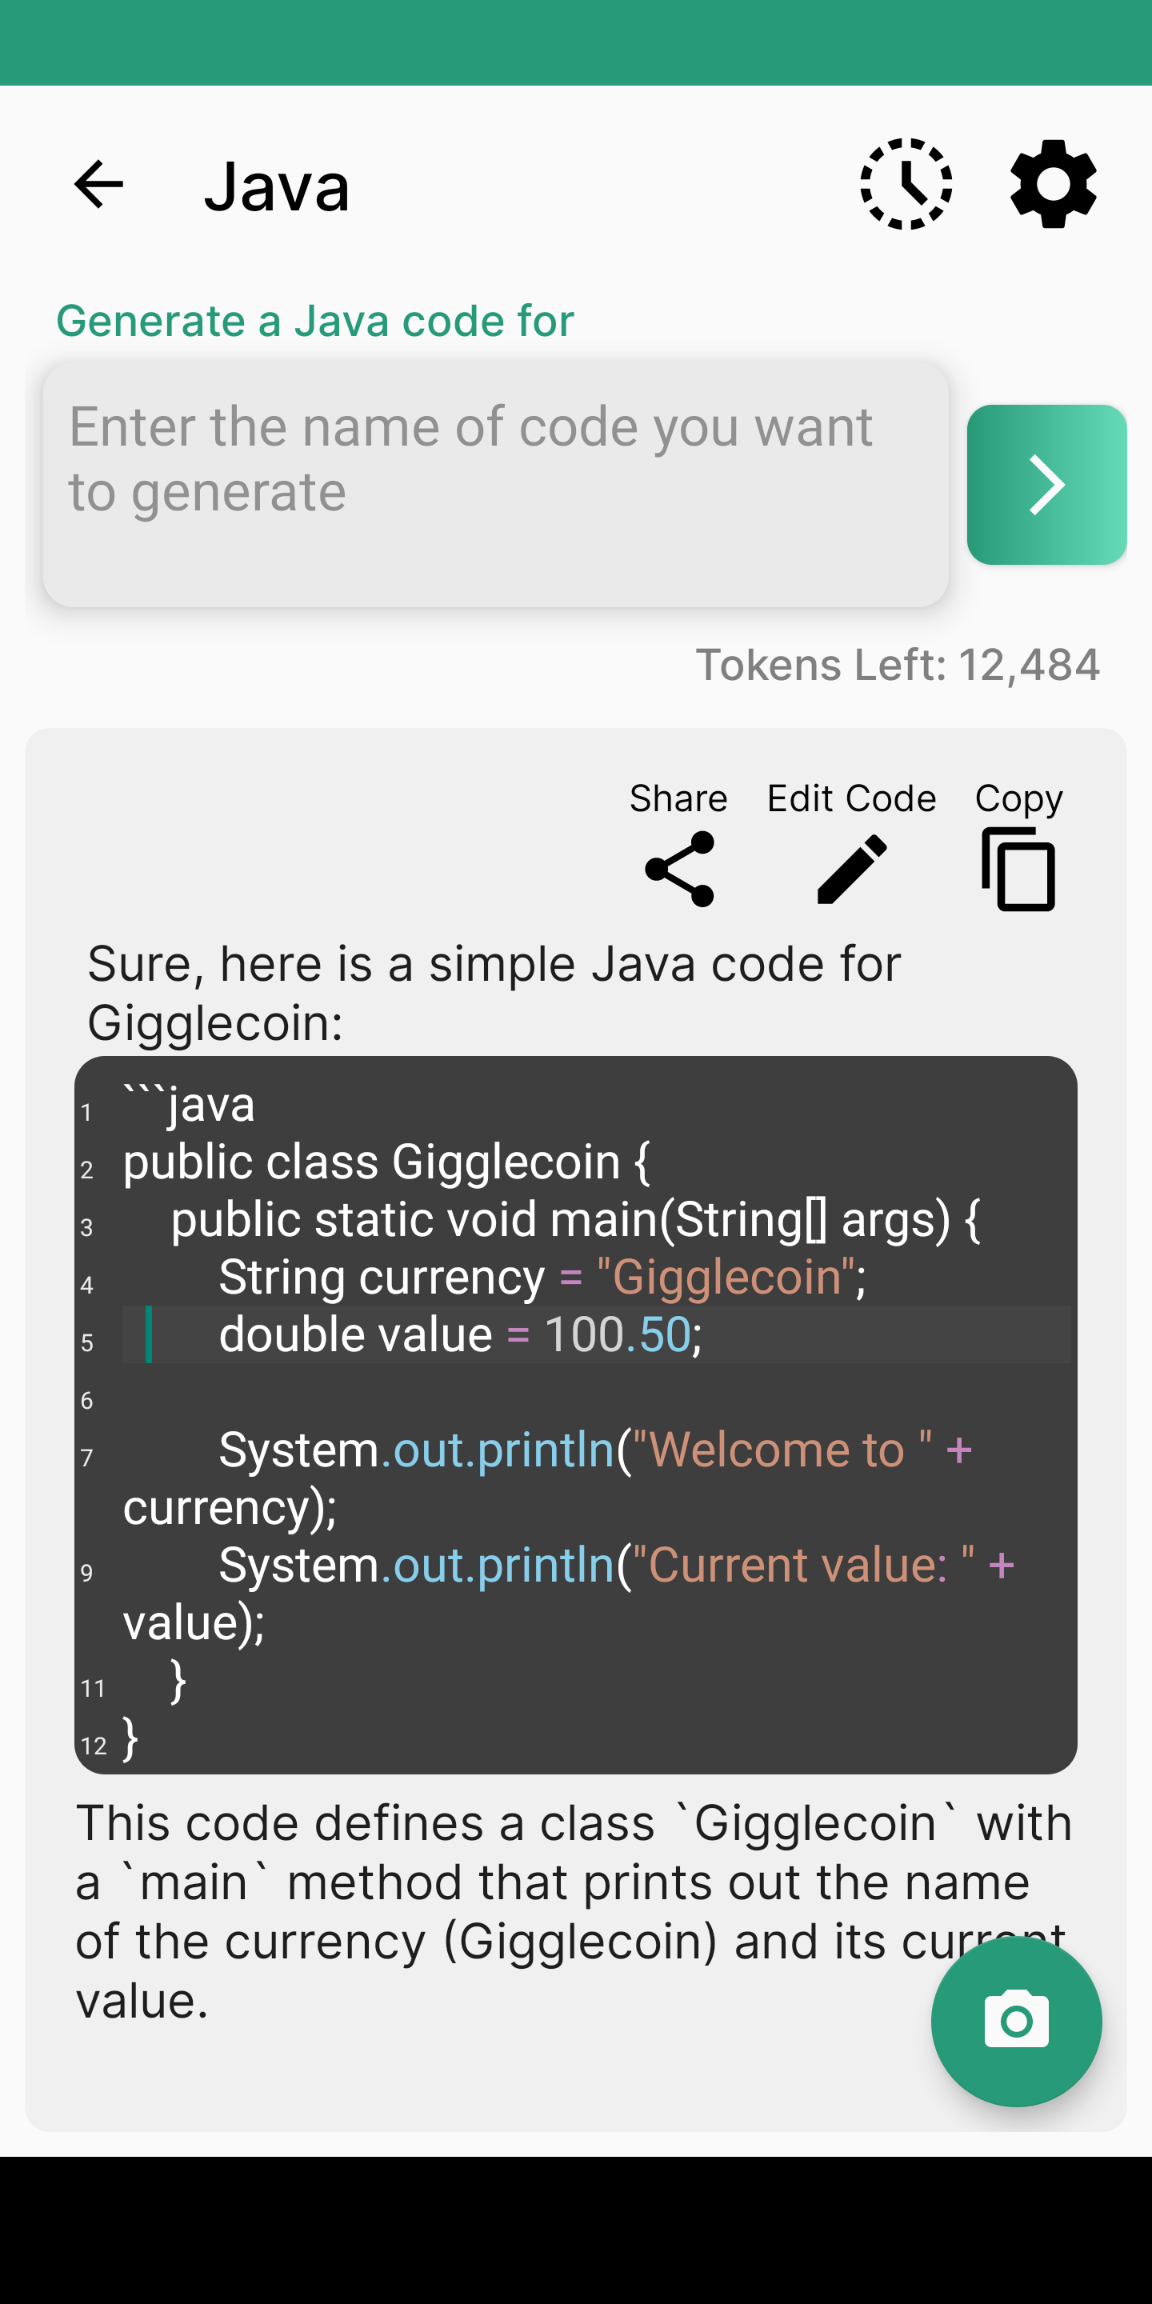 Java
Generate a Java code for
Enter the name of code you want
to generate
Tokens Left: 12,484
Share Edit Code Copy
Sure, here is a simple Java code for
Gigglecoin:
1 ```java
2 public class Gigglecoin {
3     public static void main(String[] args) {
4         String currency = "Gigglecoin";
5         double value = 100.50;
6
7         System.out.println("Welcome to " +
currency);
9         System.out.println("Current value: " +
value);
11     }
12 }
This code defines a class `Gigglecoin` with
a `main` method that prints out the name
of the currency (Gigglecoin) and its current
value.